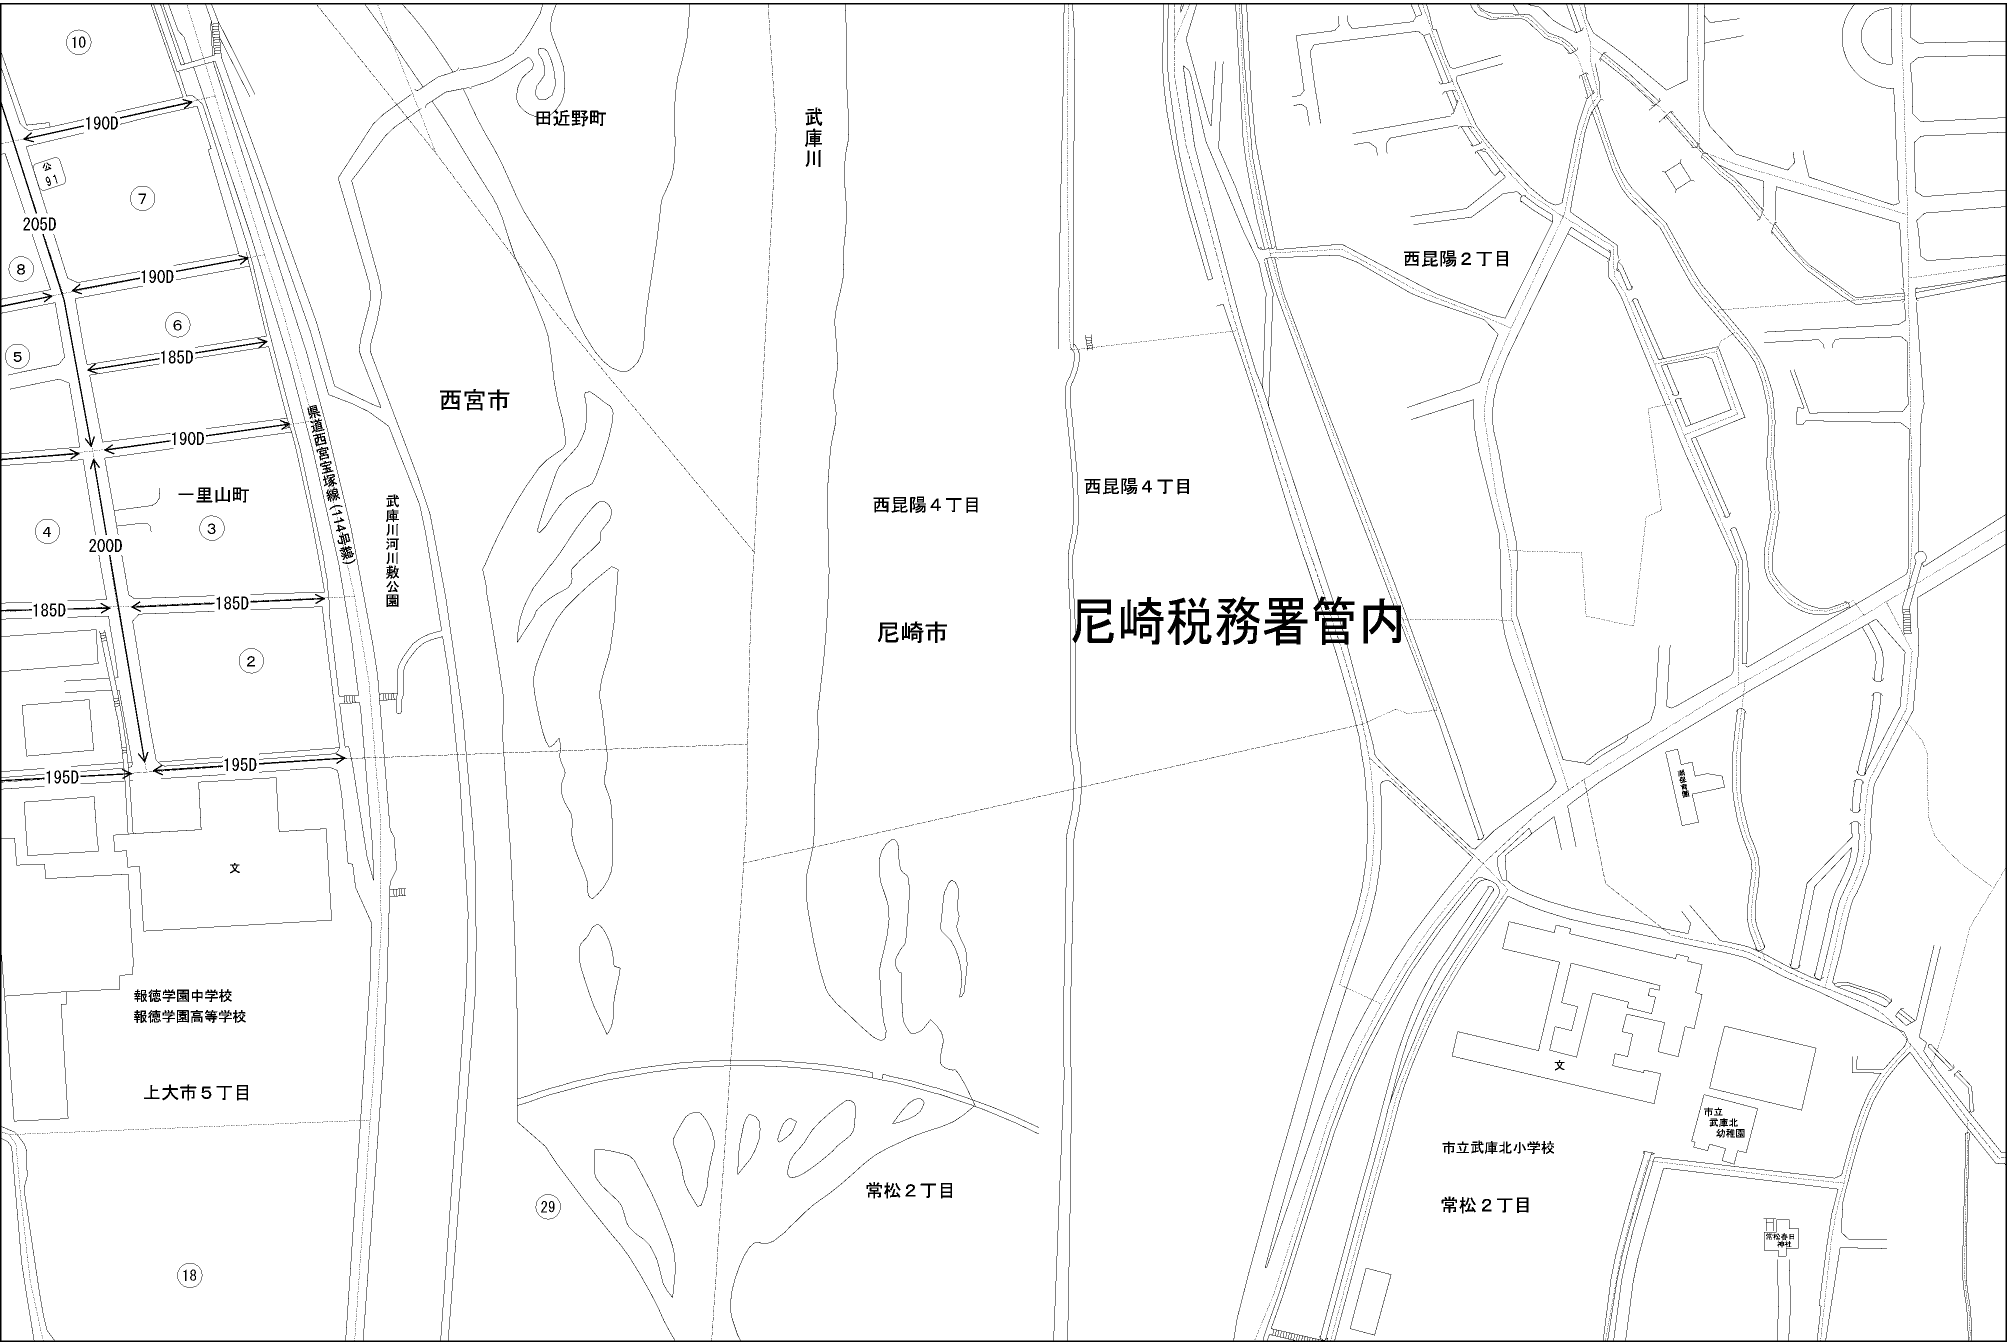 10
190D
公
91
7
205D
8
190D
6
5
185D
190D
一里山町
3
4
200D
185D
185D
2
195D
195D
文
報徳学園中学校
報徳学園高等学校
上大市５丁目
18
県道西宮宝塚線(114号線)
武庫川河川敷公園
田近野町
西宮市
29
武庫川
西昆陽４丁目
尼崎市
常松２丁目
西昆陽４丁目
尼崎税務署管内
西昆陽２丁目
文
市立
武庫北
幼稚園
市立武庫北小学校
常松２丁目
常松春日
神社